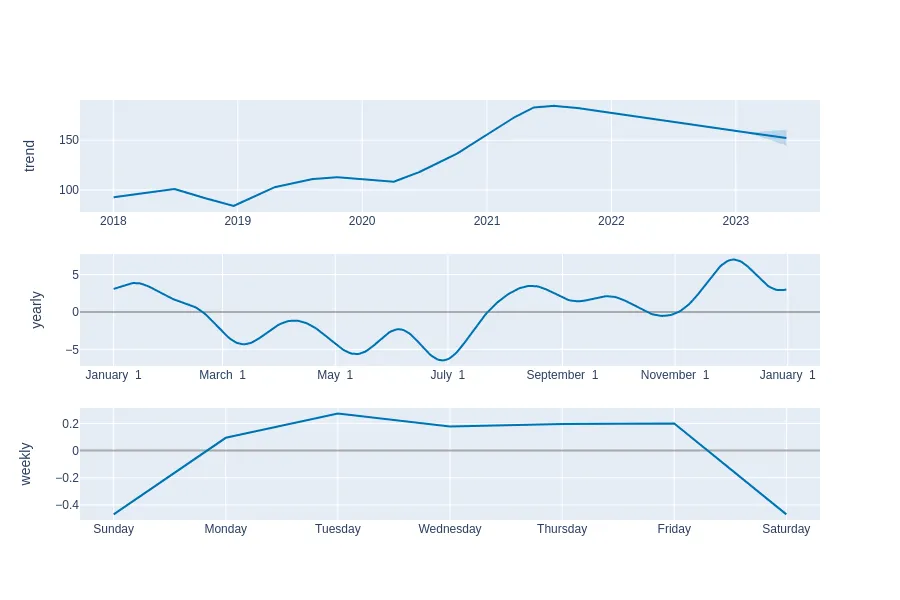 trend
150
100
2018 2019 2020 2021 2022 2023
yearly
5
0
−5
January 1 March 1 May 1 July 1 September 1 November 1 January 1
weekly
0.2
0
−0.2
−0.4
Sunday Monday Tuesday Wednesday Thursday Friday Saturday